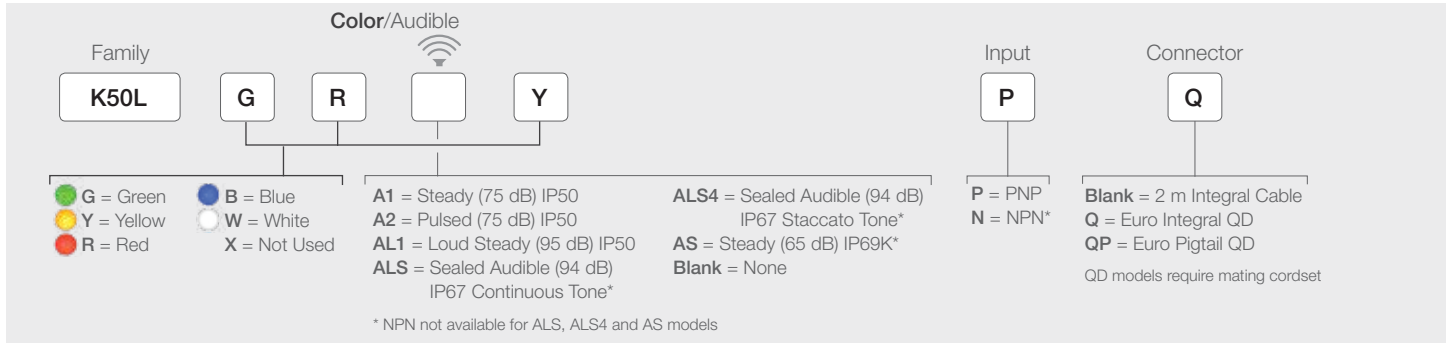 Color/Audible
Family
Input
Connector
K50L
G
R
Y
P
Q
G = Green
Y = Yellow
R = Red
B = Blue
W = White
X = Not Used
A1 = Steady (75 dB) IP50
A2 = Pulsed (75 dB) IP50
AL1 = Loud Steady (95 dB) IP50
ALS = Sealed Audible (94 dB)
IP67 Continuous Tone*
ALS4 = Sealed Audible (94 dB)
IP67 Staccato Tone*
AS = Steady (65 dB) IP69K*
Blank = None
* NPN not available for ALS, ALS4 and AS models
P = PNP
N = NPN*
Blank = 2 m Integral Cable
Q = Euro Integral QD
QP = Euro Pigtail QD
QD models require mating cordset